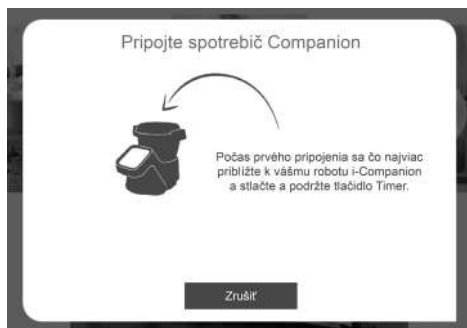 Pripojte spotrebič Companion
Počas prvého pripojenia sa čo najviac
priblížte k vášmu robotu i-Companion
a stlačte a podržte tlačidlo Timer.
Zrušiť